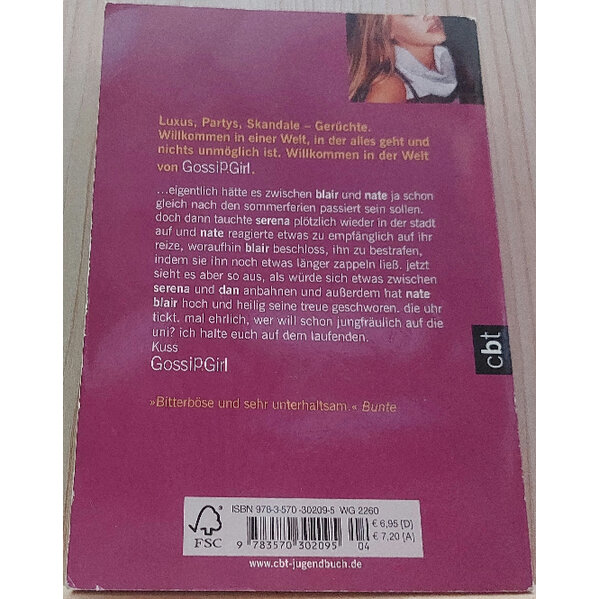 Luxus, Partys, Skandale – Gerüchte.
Willkommen in einer Welt, in der alles geht und
nichts unmöglich ist. Willkommen in der Welt
von GossipGirl.
...eigentlich hätte es zwischen blair und nate ja schon
gleich nach den sommerferien passiert sein sollen.
doch dann tauchte serena plötzlich wieder in der stadt
auf und nate reagierte etwas zu empfänglich auf ihr
reize, woraufhin blair beschloss, ihn zu bestrafen,
indem sie ihn noch etwas länger zappeln ließ. jetzt
sieht es aber so aus, als würde sich etwas zwischen
serena und dan anbahnen und außerdem hat nate
blair hoch und heilig seine treue geschworen. die uhr
tickt. mal ehrlich, wer will schon jungfräulich auf die
uni? ich halte euch auf dem laufenden.
Kuss
GossipGirl
cbt
»Bitterböse und sehr unterhaltsam.« Bunte
ISBN 978-3-570-30209-5 WG 2260
€ 6,95 (D)
€ 7,20 (A)
FSC
9 783570 302095 04
www.cbt-jugendbuch.de